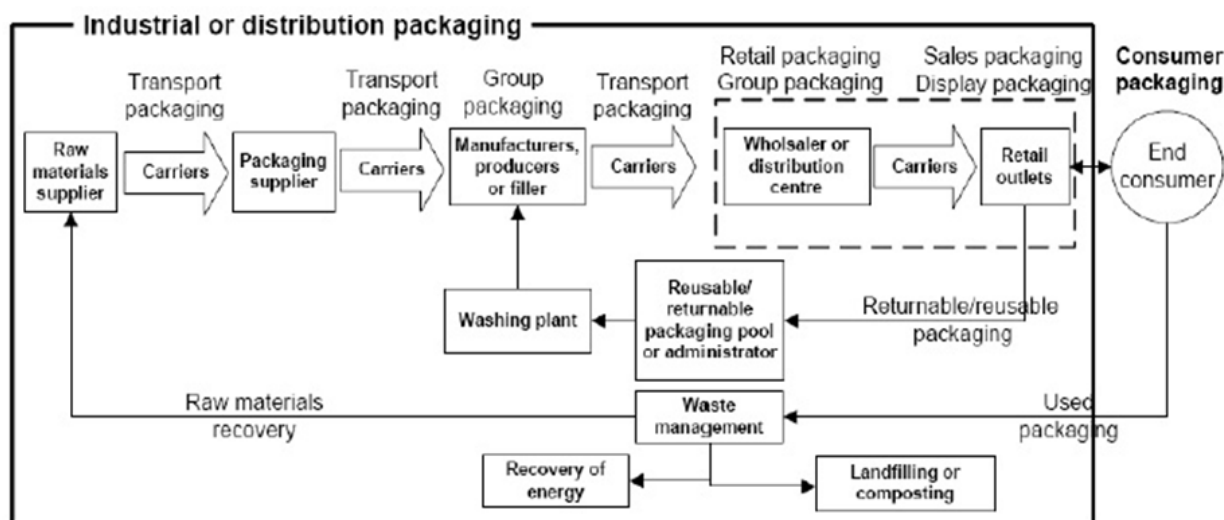 Industrial or distribution packaging
Transport
packaging
Transport
packaging
Group
packaging
Transport
packaging
Retail packaging
Group packaging
Sales packaging
Display packaging
Consumer
packaging
Raw
materials
supplier
Carriers
Packaging
supplier
Carriers
Manufacturers,
producers
or filler
Carriers
Wholsaler or
distribution
centre
Carriers
Retail
outlets
End
consumer
Washing plant
Reusable/
returnable
packaging pool
or administrator
Returnable/reusable
packaging
Raw materials
recovery
Waste
management
Used
packaging
Recovery of
energy
Landfilling or
composting